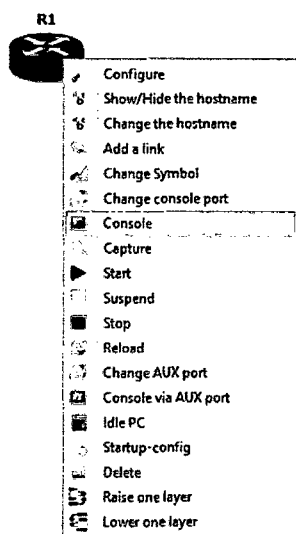 R1
Configure
Show/Hide the hostname
Change the hostname
Add a link
Change Symbol
Change console port
Console
Capture
Start
Suspend
Stop
Reload
Change AUX port
Console via AUX port
Idle PC
Startup-config
Delete
Raise one layer
Lower one layer